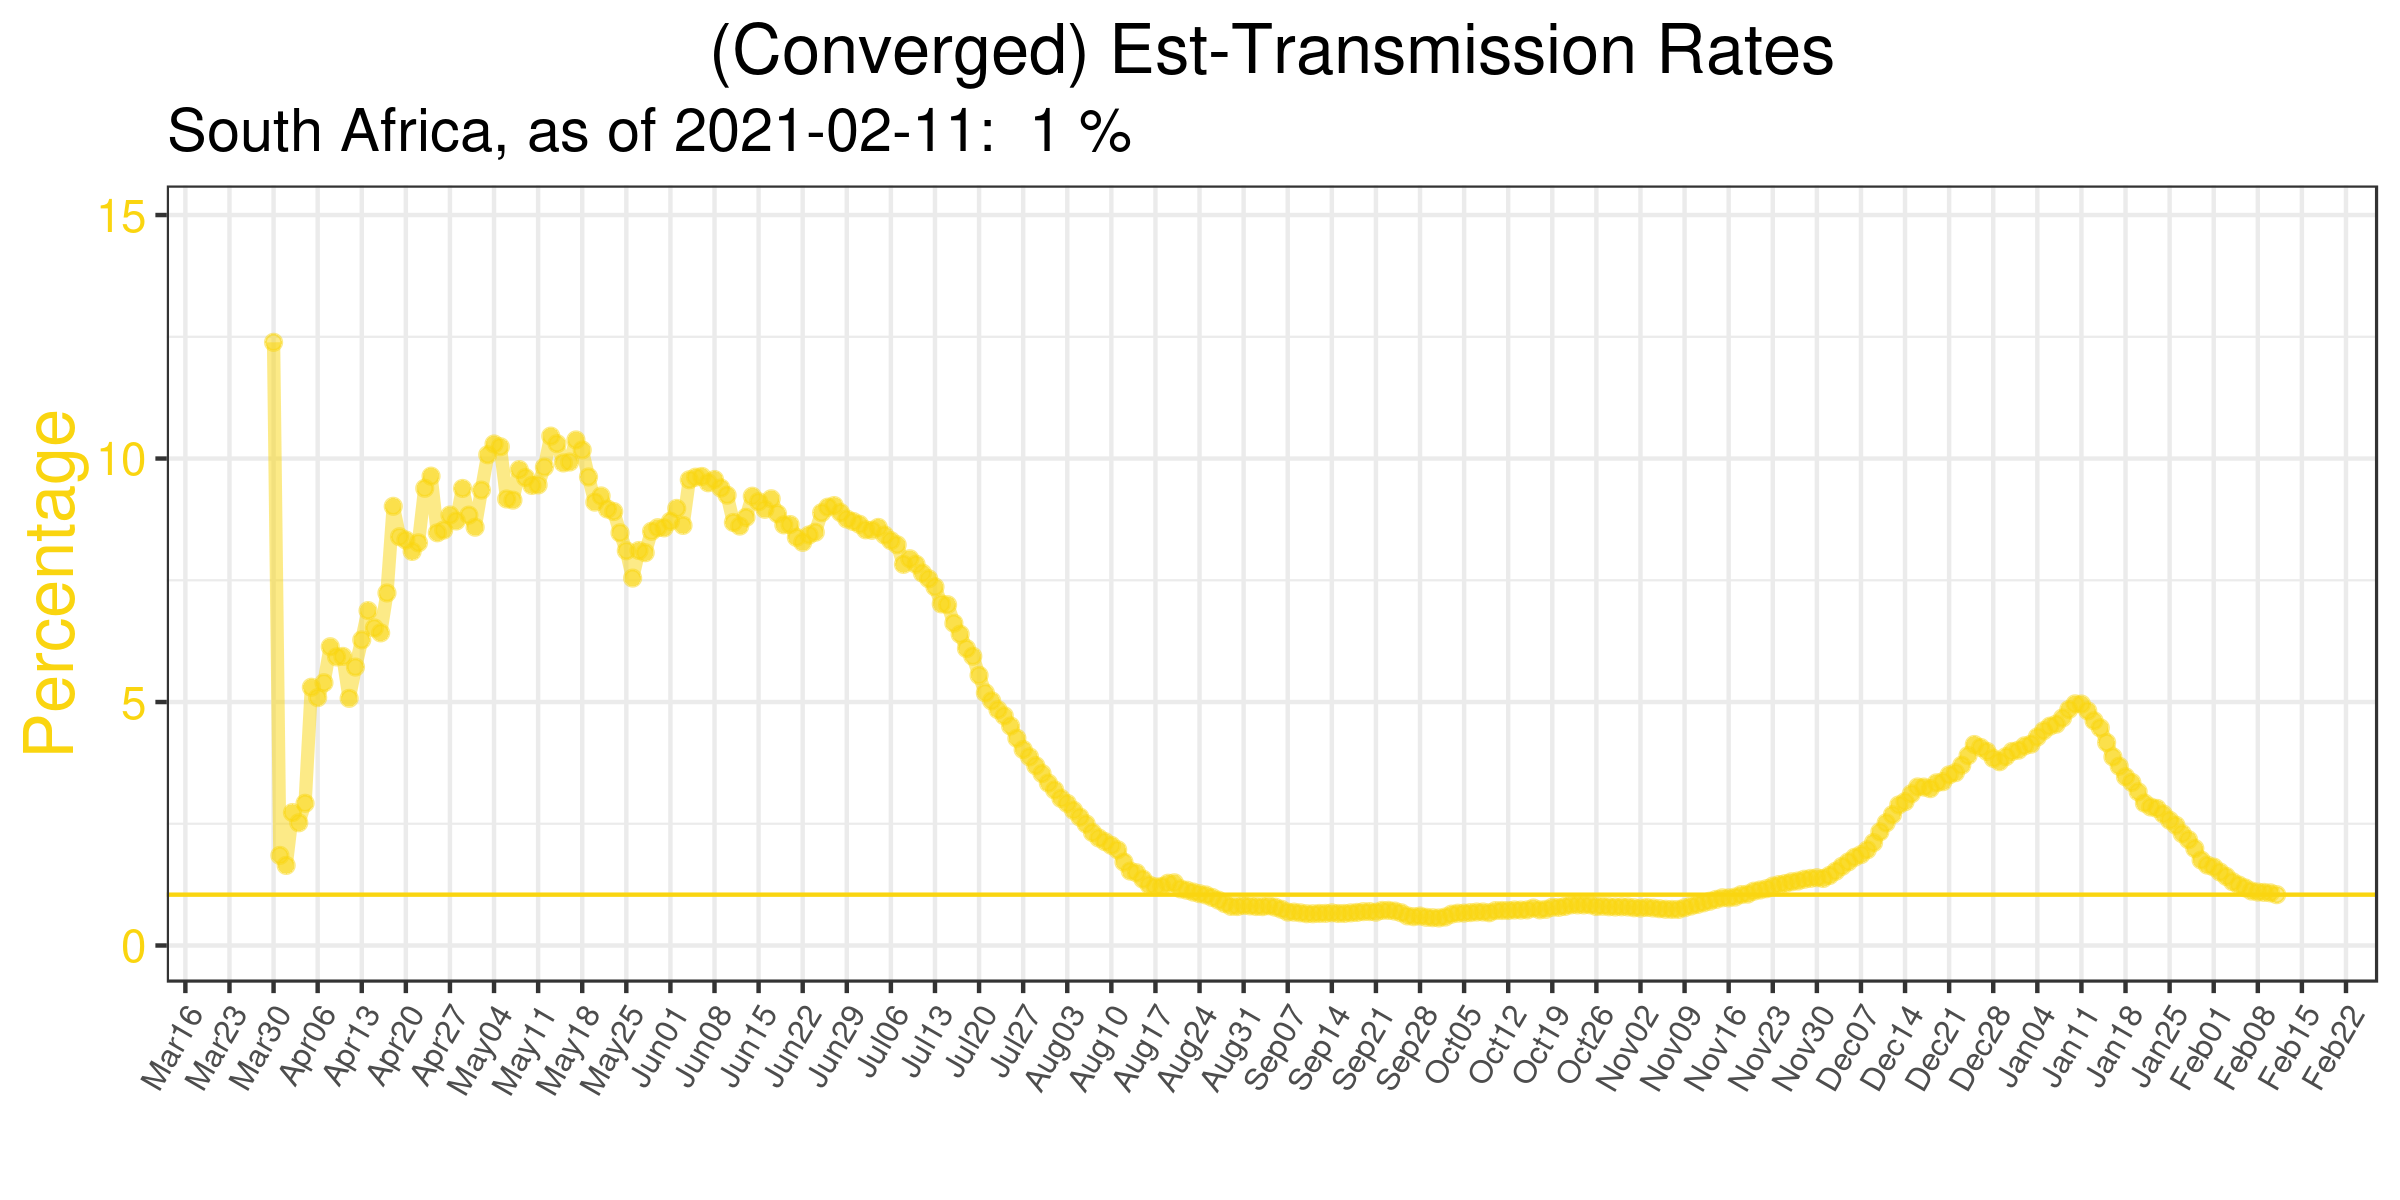 (Converged) Est-Transmission Rates
South Africa, as of 2021-02-11:  1 %
Percentage
15
10
5
0
Mar16
Mar23
Mar30
Apr06
Apr13
Apr20
Apr27
May04
May11
May18
May25
Jun01
Jun08
Jun15
Jun22
Jun29
Jul06
Jul13
Jul20
Jul27
Aug03
Aug10
Aug17
Aug24
Aug31
Sep07
Sep14
Sep21
Sep28
Oct05
Oct12
Oct19
Oct26
Nov02
Nov09
Nov16
Nov23
Nov30
Dec07
Dec14
Dec21
Dec28
Jan04
Jan11
Jan18
Jan25
Feb01
Feb08
Feb15
Feb22